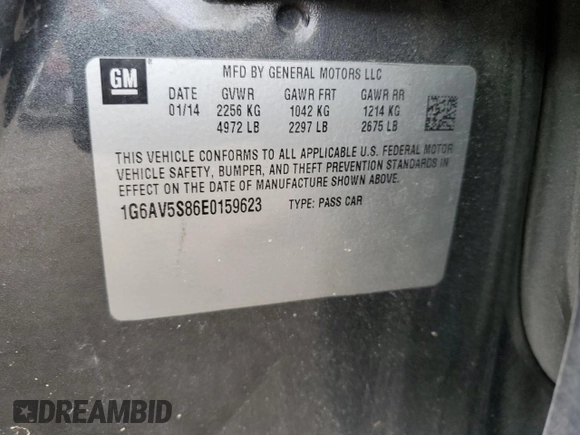 GM
MFD BY GENERAL MOTORS LLC
DATE GVWR GAWR FRT GAWR RR
01/14 2256 KG 1042 KG 1214 KG
4972 LB 2297 LB 2675 LB
THIS VEHICLE CONFORMS TO ALL APPLICABLE U.S. FEDERAL MOTOR
VEHICLE SAFETY, BUMPER, AND THEFT PREVENTION STANDARDS IN
EFFECT ON THE DATE OF MANUFACTURE SHOWN ABOVE.
1G6AV5S86E0159623 TYPE: PASS CAR
DREAMBID